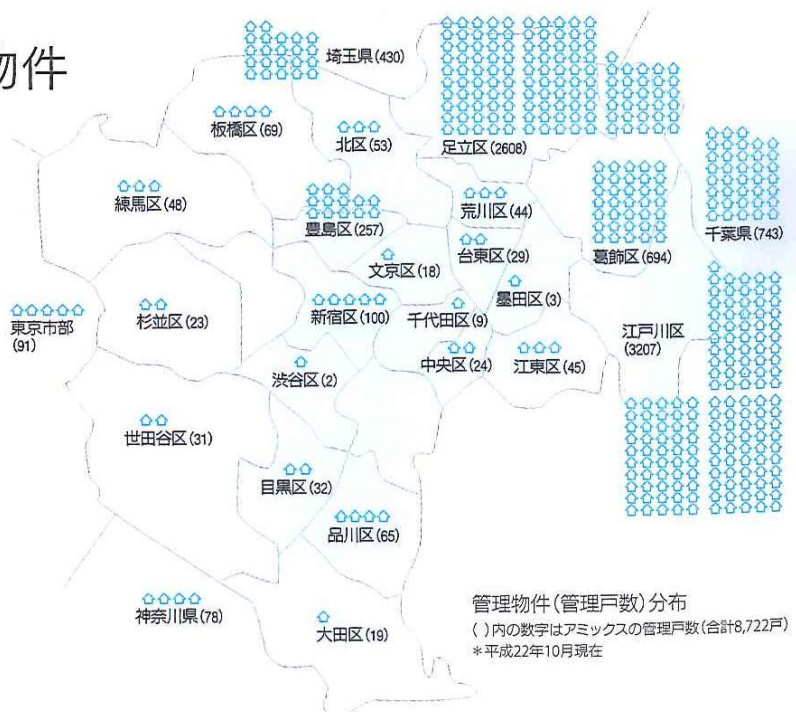 物件
埼玉県(430)
板橋区(69)
北区(53)
足立区(2608)
練馬区(48)
豊島区(257)
荒川区(44)
葛飾区(694)
千葉県(743)
文京区(18)
台東区(29)
東京市部
(91)
杉並区(23)
新宿区(100)
千代田区(9)
墨田区(3)
江戸川区
(3207)
渋谷区(2)
中央区(24)
江東区(45)
世田谷区(31)
目黒区(32)
品川区(65)
神奈川県(78)
大田区(19)
管理物件(管理戸数)分布
( )内の数字はアミックスの管理戸数(合計8,722戸)
*平成22年10月現在